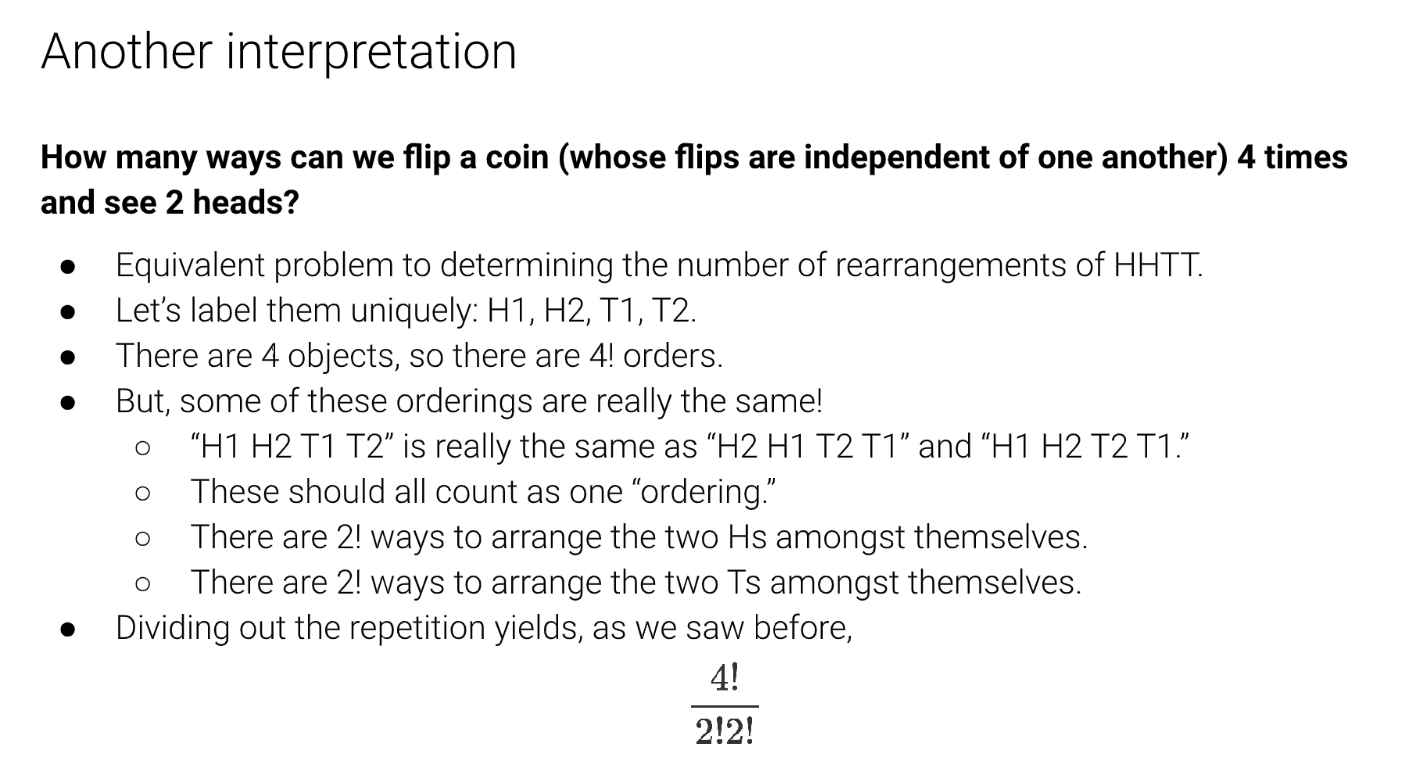 Another interpretation
How many ways can we flip a coin (whose flips are independent of one another) 4 times
and see 2 heads?
● Equivalent problem to determining the number of rearrangements of HHTT.
● Let’s label them uniquely: H1, H2, T1, T2.
● There are 4 objects, so there are 4! orders.
● But, some of these orderings are really the same!
○ “H1 H2 T1 T2” is really the same as “H2 H1 T2 T1” and “H1 H2 T2 T1.”
○ These should all count as one “ordering.”
○ There are 2! ways to arrange the two Hs amongst themselves.
○ There are 2! ways to arrange the two Ts amongst themselves.
● Dividing out the repetition yields, as we saw before,
4!
2!2!